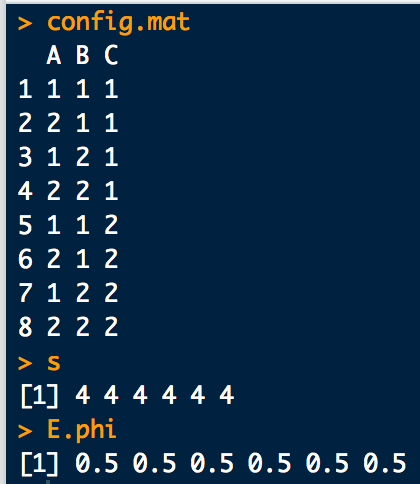 > config.mat
A B C
1 1 1 1
2 2 1 1
3 1 2 1
4 2 2 1
5 1 1 2
6 2 1 2
7 1 2 2
8 2 2 2
> s
[1] 4 4 4 4 4 4
> E.phi
[1] 0.5 0.5 0.5 0.5 0.5 0.5